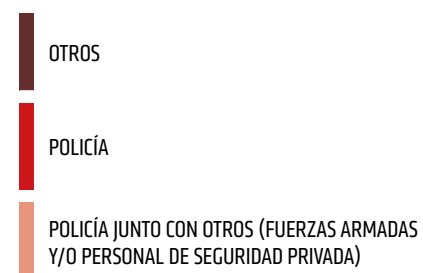 OTROS
POLICÍA
POLICÍA JUNTO CON OTROS (FUERZAS ARMADAS
Y/O PERSONAL DE SEGURIDAD PRIVADA)